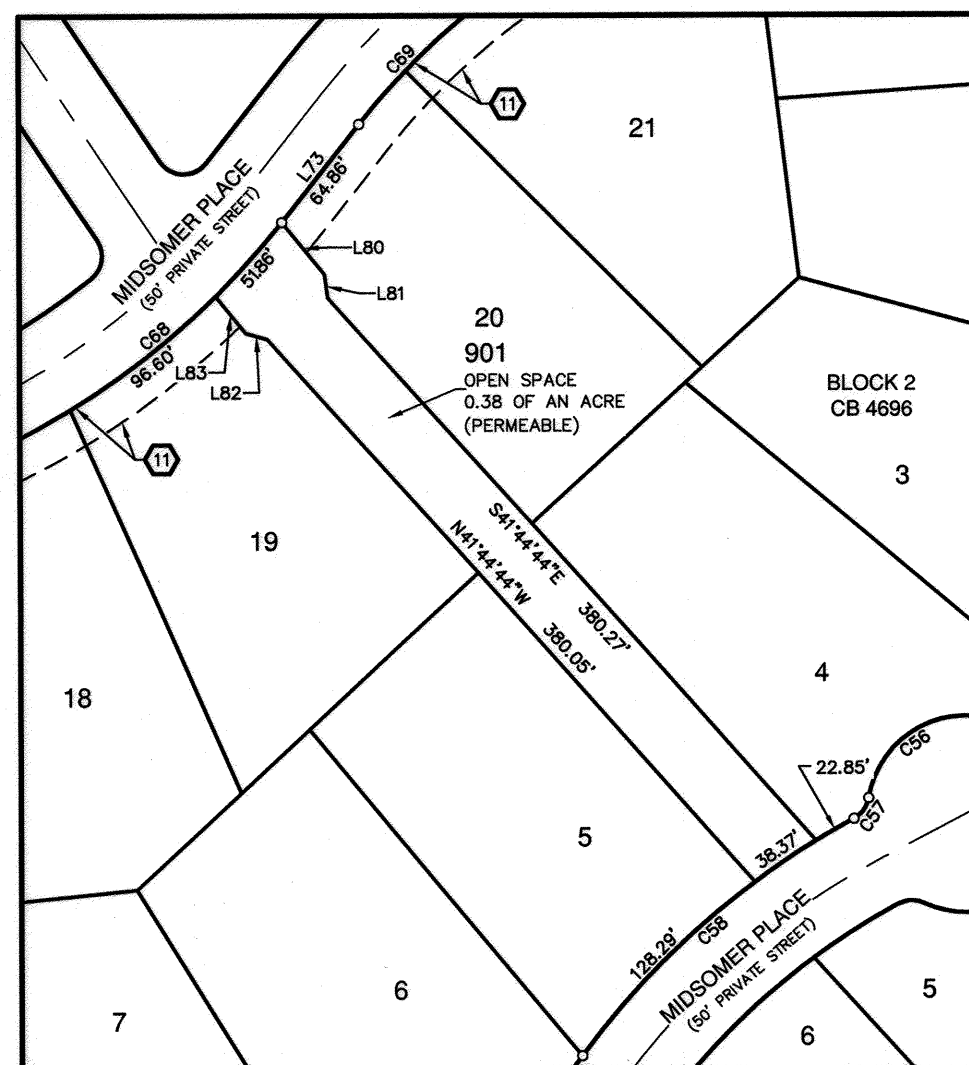 C69
11
21
L73
64.86'
MIDSOMER PLACE
(50' PRIVATE STREET)
L80
51.86'
L81
20
901
OPEN SPACE
0.38 OF AN ACRE
(PERMEABLE)
C68
96.60'
L83
L82
BLOCK 2
CB 4696
11
3
19
S41°44'44"E 380.27'
N41°44'44"W 380.05'
18
4
C56
22.85'
C57
5
38.37'
128.29'
C58
MIDSOMER PLACE
(50' PRIVATE STREET)
6
5
7
6